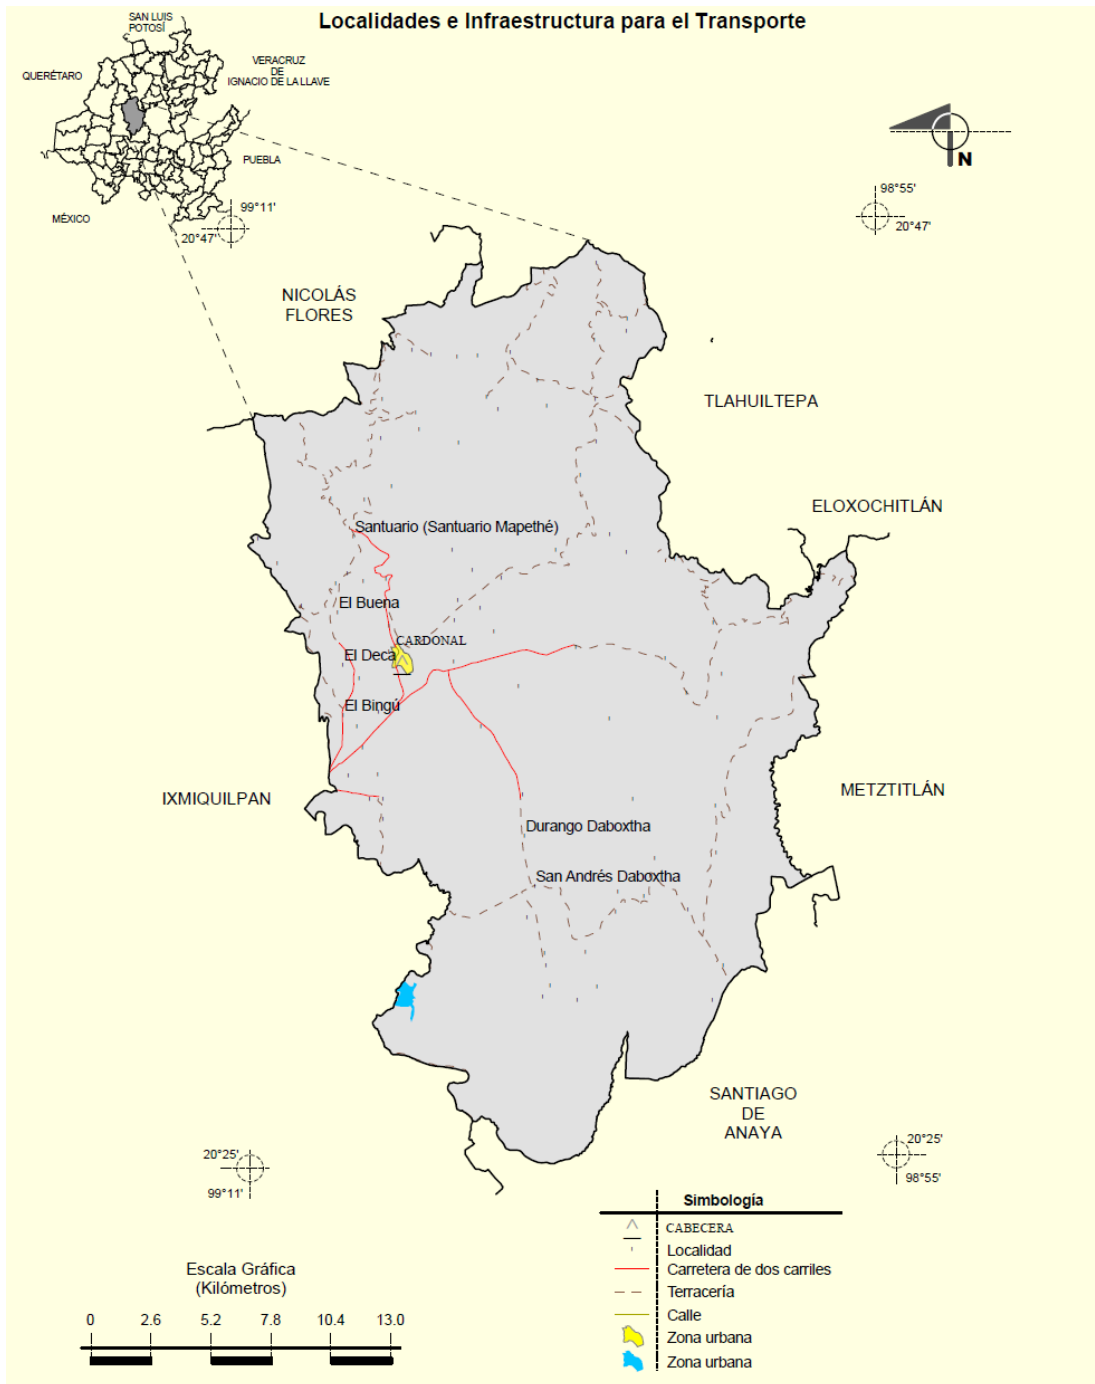 Localidades e Infraestructura para el Transporte
SAN LUIS
POTOSÍ
QUERÉTARO
VERACRUZ
DE
IGNACIO DE LA LLAVE
PUEBLA
MÉXICO
N
99°11'
20°47'
98°55'
20°47'
NICOLÁS
FLORES
TLAHUILTEPA
ELOXOCHITLÁN
Santuario (Santuario Mapethé)
El Buena
CARDONAL
El Deca
El Bingú
IXMIQUILPAN
METZTITLÁN
Durango Daboxtha
San Andrés Daboxtha
SANTIAGO
DE
ANAYA
20°25'
99°11'
20°25'
98°55'
Simbología
CABECERA
Localidad
Carretera de dos carriles
Terracería
Calle
Zona urbana
Zona urbana
Escala Gráfica
(Kilómetros)
0 2.6 5.2 7.8 10.4 13.0